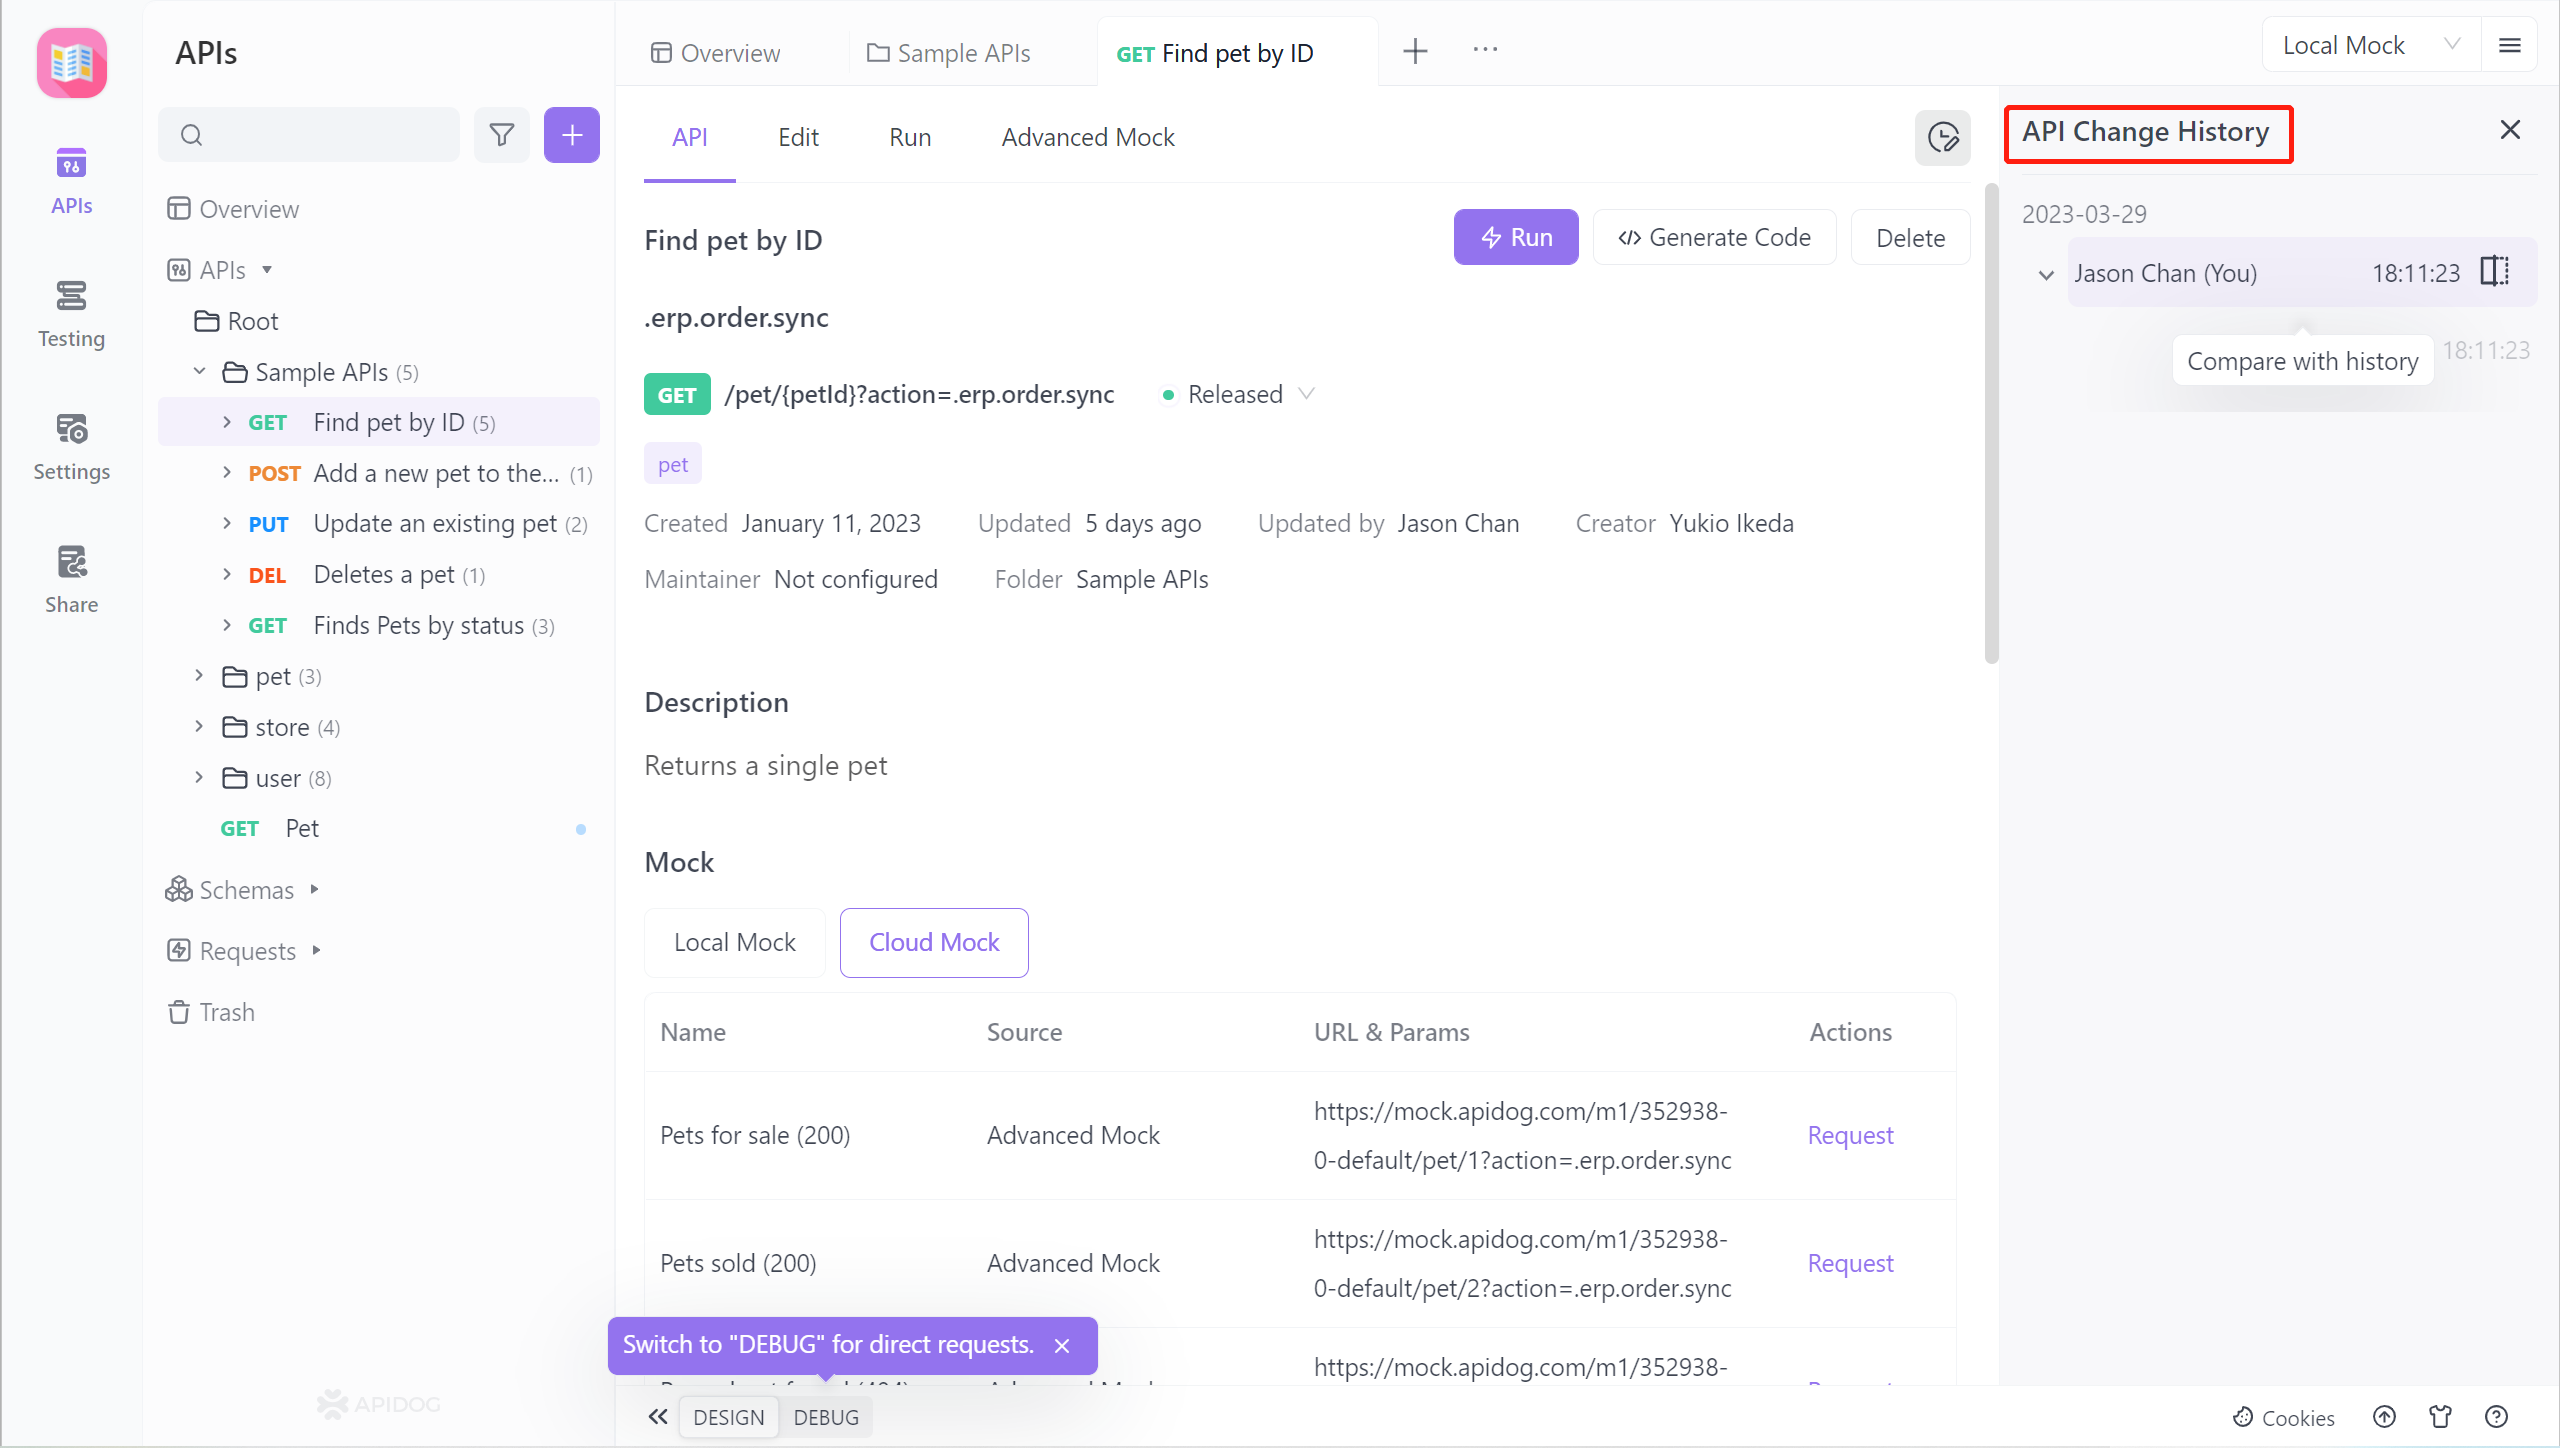 APIs
Overview
Sample APIs
GET Find pet by ID
Local Mock
APIs
Testing
Settings
Share
Overview
APIs
Root
Sample APIs (5)
GET Find pet by ID (5)
POST Add a new pet to the... (1)
PUT Update an existing pet (2)
DEL Deletes a pet (1)
GET Finds Pets by status (3)
pet (3)
store (4)
user (8)
GET Pet
Schemas
Requests
Trash
APIDOG
API Edit Run Advanced Mock
Find pet by ID
Run
</> Generate Code
Delete
.erp.order.sync
GET /pet/{petId}?action=.erp.order.sync Released
pet
Created January 11, 2023 Updated 5 days ago Updated by Jason Chan Creator Yukio Ikeda
Maintainer Not configured Folder Sample APIs
Description
Returns a single pet
Mock
Local Mock Cloud Mock
Name Source URL & Params Actions
Pets for sale (200) Advanced Mock https://mock.apidog.com/m1/352938-
0-default/pet/1?action=.erp.order.sync Request
Pets sold (200) Advanced Mock https://mock.apidog.com/m1/352938-
0-default/pet/2?action=.erp.order.sync Request
https://mock.apidog.com/m1/352938-
Switch to "DEBUG" for direct requests.
DESIGN DEBUG
API Change History
2023-03-29
Jason Chan (You) 18:11:23
Compare with history
18:11:23
Cookies